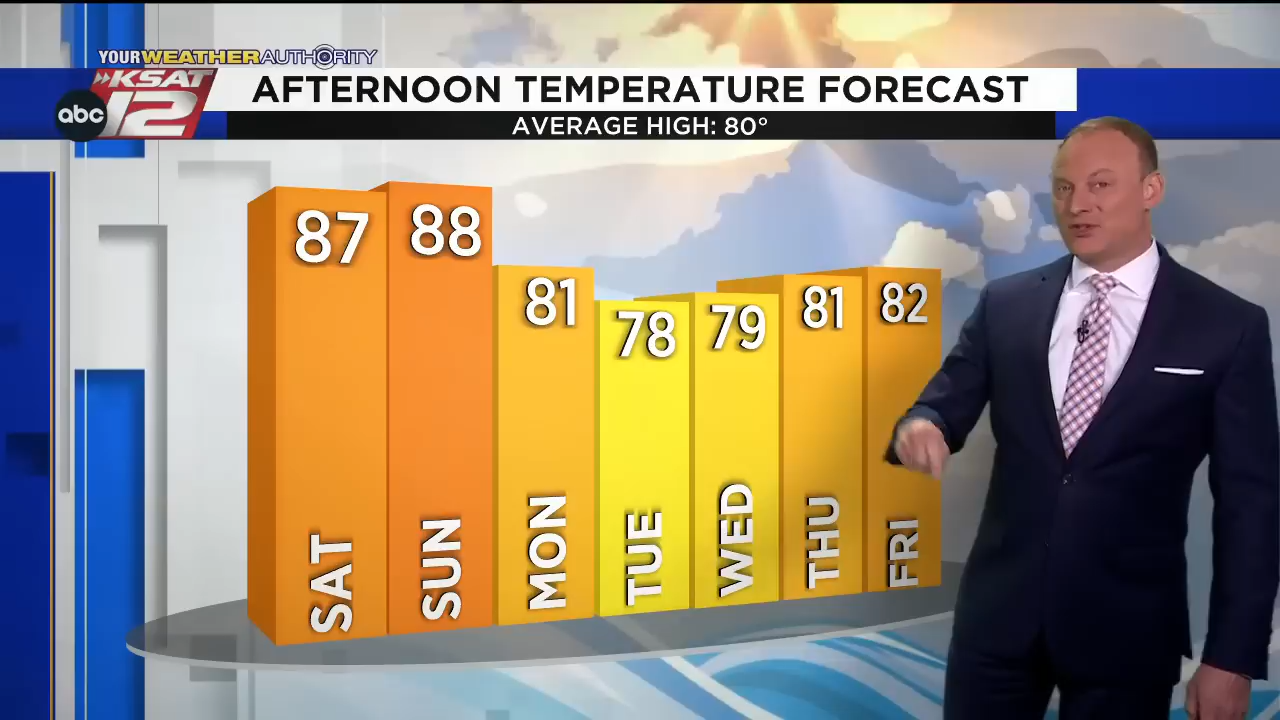 YOUR WEATHER AUTHORITY
KSAT
abc 12
AFTERNOON TEMPERATURE FORECAST
AVERAGE HIGH: 80°
87 88 81 78 79 81 82
SAT SUN MON TUE WED THU FRI